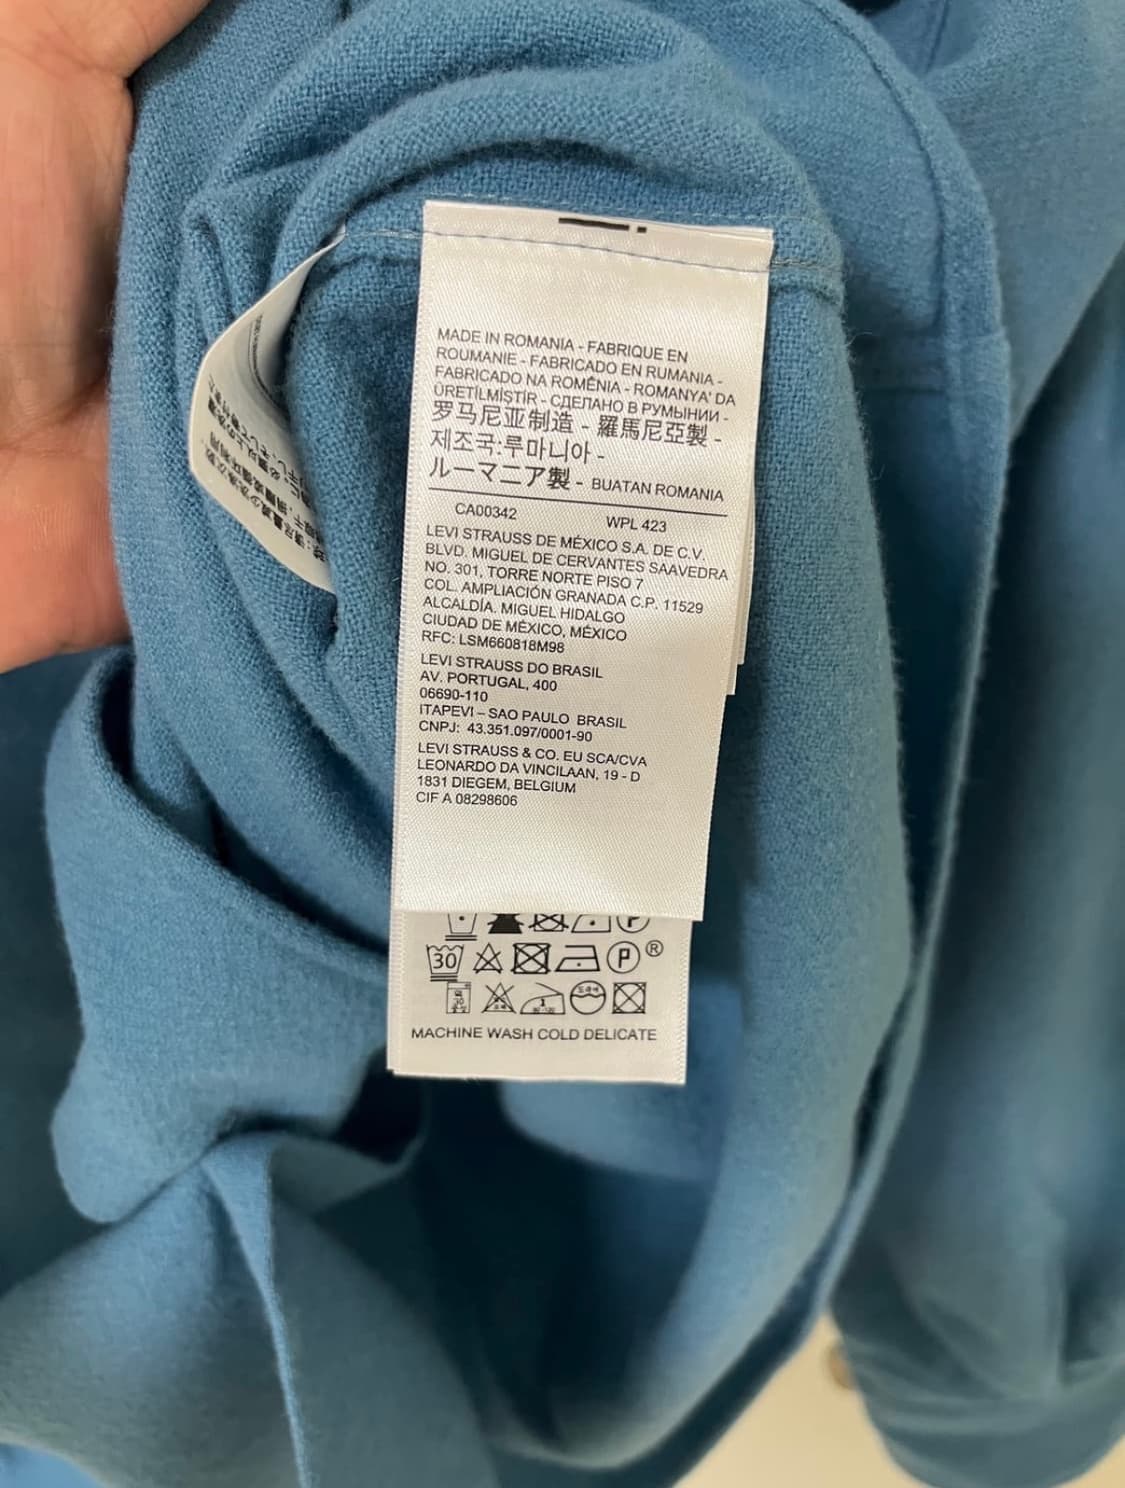 MADE IN ROMANIA - FABRIQUE EN
ROUMANIE - FABRICADO EN RUMANIA -
FABRICADO NA ROMÊNIA - ROMANYA' DA
ÜRETİLMİŞTİR - СДЕЛАНО В РУМЫНИИ -
罗马尼亚制造 - 羅馬尼亞製 -
제조국:루마니아 -
ルーマニア製 - BUATAN ROMANIA
CA00342 WPL 423
LEVI STRAUSS DE MÉXICO S.A. DE C.V.
BLVD. MIGUEL DE CERVANTES SAAVEDRA
NO. 301, TORRE NORTE PISO 7
COL. AMPLIACIÓN GRANADA C.P. 11529
ALCALDÍA. MIGUEL HIDALGO
CIUDAD DE MÉXICO, MÉXICO
RFC: LSM660818M98
LEVI STRAUSS DO BRASIL
AV. PORTUGAL, 400
06690-110
ITAPEVI – SAO PAULO BRASIL
CNPJ: 43.351.097/0001-90
LEVI STRAUSS & CO. EU SCA/CVA
LEONARDO DA VINCILAAN, 19 - D
1831 DIEGEM, BELGIUM
CIF A 08298606
P
30 P ®
MACHINE WASH COLD DELICATE